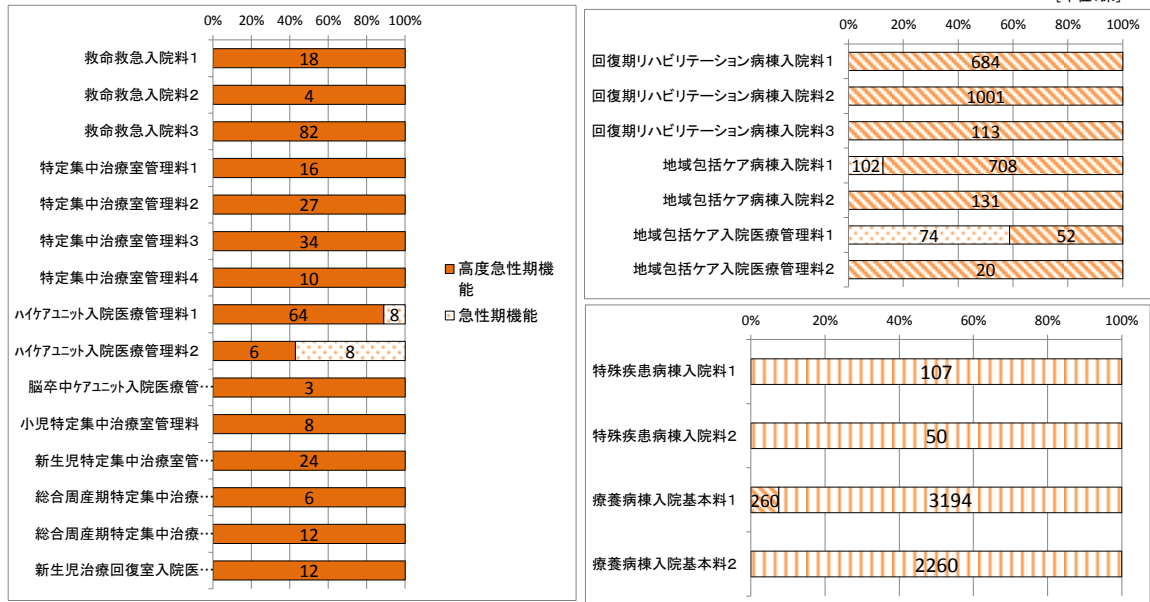 0% 20% 40% 60% 80% 100%
救命救急入院料1 18
救命救急入院料2 4
救命救急入院料3 82
特定集中治療室管理料1 16
特定集中治療室管理料2 27
特定集中治療室管理料3 34
特定集中治療室管理料4 10
ハイケアユニット入院医療管理料1 64 8
ハイケアユニット入院医療管理料2 6 8
脳卒中ケアユニット入院医療管… 3
小児特定集中治療室管理料 8
新生児特定集中治療室管… 24
総合周産期特定集中治療… 6
総合周産期特定集中治療… 12
新生児治療回復室入院医… 12
高度急性期機
能
急性期機能
0% 20% 40% 60% 80% 100%
回復期リハビリテーション病棟入院料1 684
回復期リハビリテーション病棟入院料2 1001
回復期リハビリテーション病棟入院料3 113
地域包括ケア病棟入院料1 102 708
地域包括ケア病棟入院料2 131
地域包括ケア入院医療管理料1 74 52
地域包括ケア入院医療管理料2 20
0% 20% 40% 60% 80% 100%
特殊疾患病棟入院料1 107
特殊疾患病棟入院料2 50
療養病棟入院基本料1 260 3194
療養病棟入院基本料2 2260